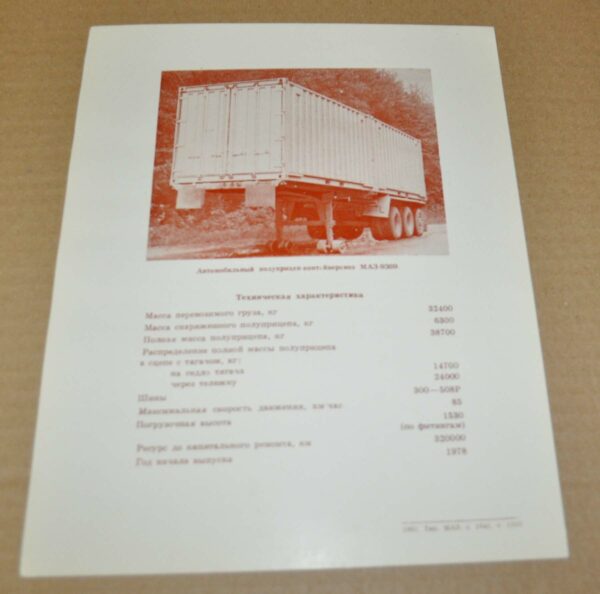 Автомобильный полуприцеп-контейнеровоз МАЗ-9389
Техническая характеристика
Масса перевозимого груза, кг 32400
Масса снаряженного полуприцепа, кг 6300
Полная масса полуприцепа, кг 38700
Распределение полной массы полуприцепа
в сцепе с тягачом, кг:
на седло тягача 14700
через тележку 24000
Шины 300—508Р
Максимальная скорость движения, км/час 85
Погрузочная высота 1530
(по фитингам)
Ресурс до капитального ремонта, км 320000
Год начала выпуска 1978
Тир. МАЗ